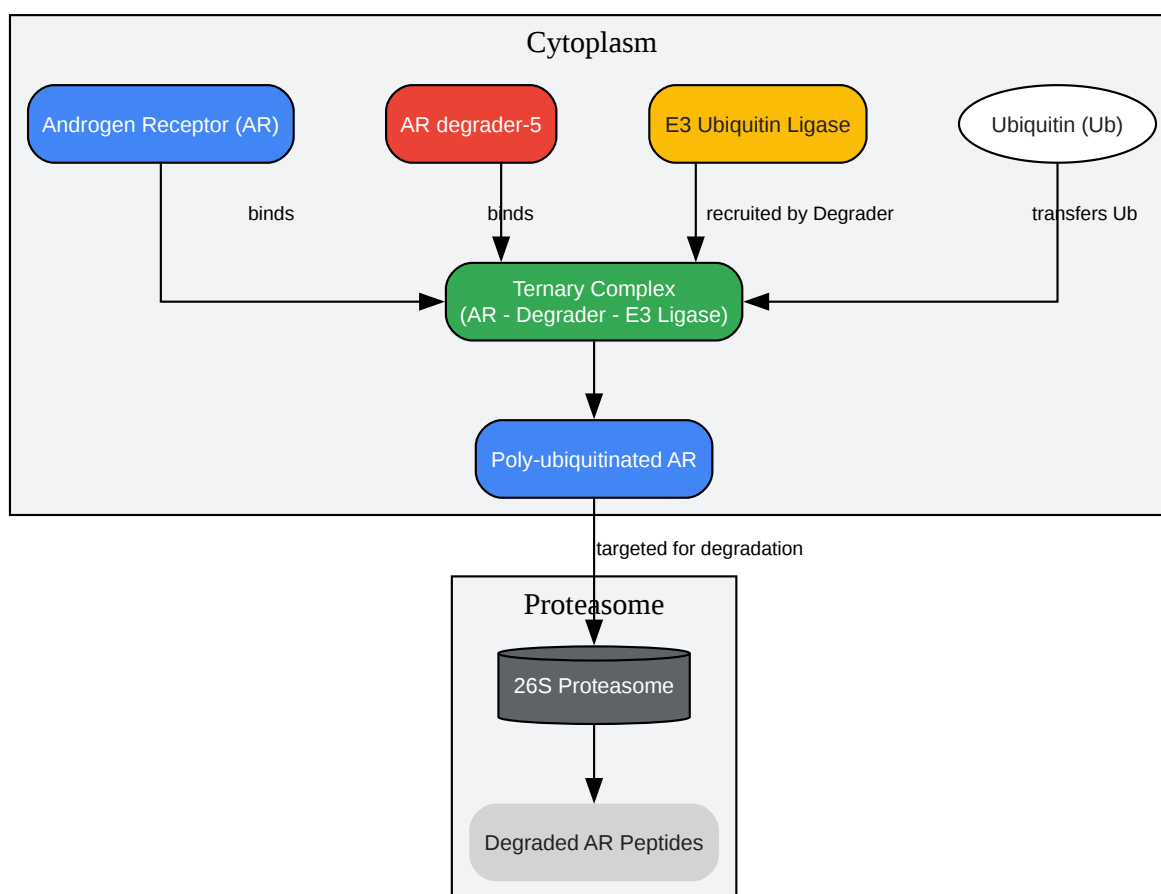 Cytoplasm
Androgen Receptor (AR)
AR degrader-5
E3 Ubiquitin Ligase
Ubiquitin (Ub)
binds
binds
recruited by Degrader
transfers Ub
Ternary Complex
(AR - Degrader - E3 Ligase)
Poly-ubiquitinated AR
targeted for degradation
Proteasome
26S Proteasome
Degraded AR Peptides